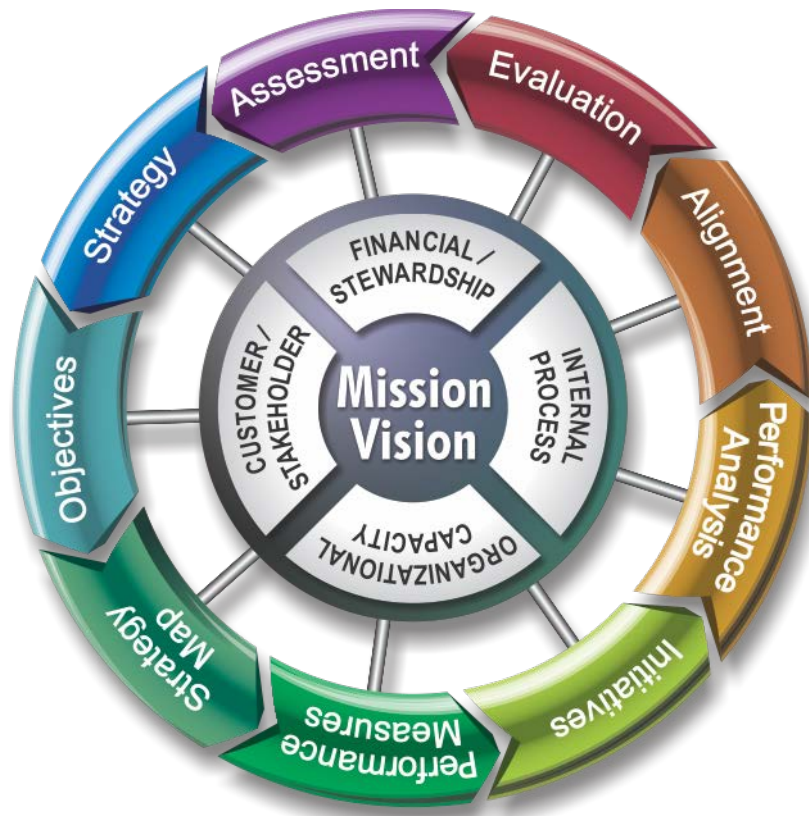 Assessment
Evaluation
Alignment
Performance
Analysis
Initiatives
Performance
Measures
Strategy
Map
Objectives
Strategy
FINANCIAL /
STEWARDSHIP
INTERNAL
PROCESS
ORGANIZATIONAL
CAPACITY
CUSTOMER /
STAKEHOLDER
Mission
Vision